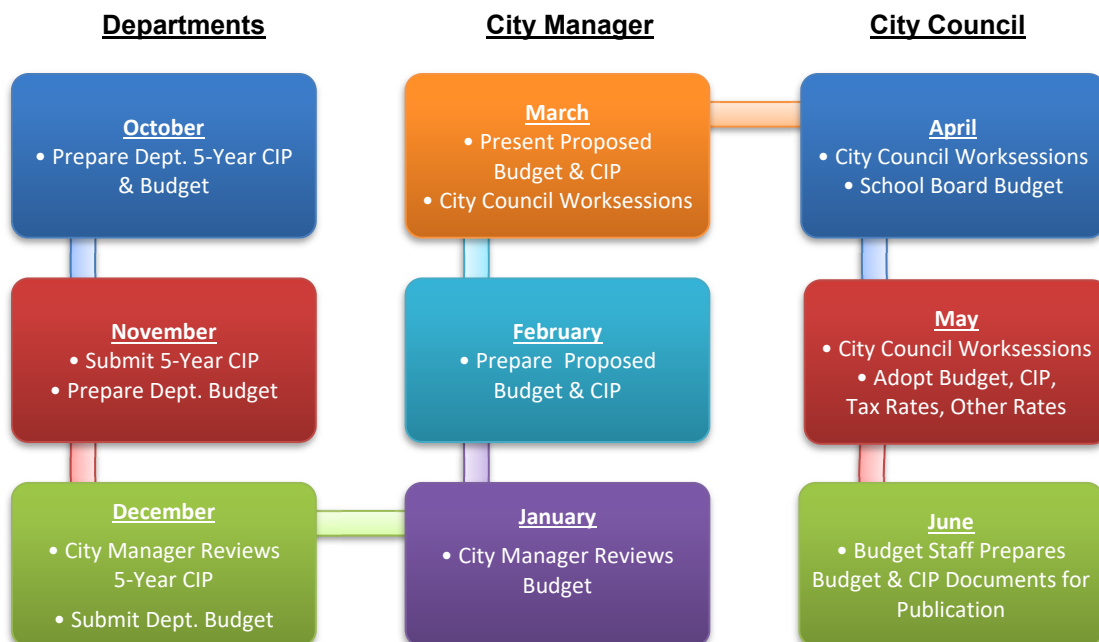 Departments
October
• Prepare Dept. 5-Year CIP
& Budget
November
• Submit 5-Year CIP
• Prepare Dept. Budget
December
• City Manager Reviews
5-Year CIP
• Submit Dept. Budget
City Manager
March
• Present Proposed
Budget & CIP
• City Council Worksessions
February
• Prepare Proposed
Budget & CIP
January
• City Manager Reviews
Budget
City Council
April
• City Council Worksessions
• School Board Budget
May
• City Council Worksessions
• Adopt Budget, CIP,
Tax Rates, Other Rates
June
• Budget Staff Prepares
Budget & CIP Documents for
Publication